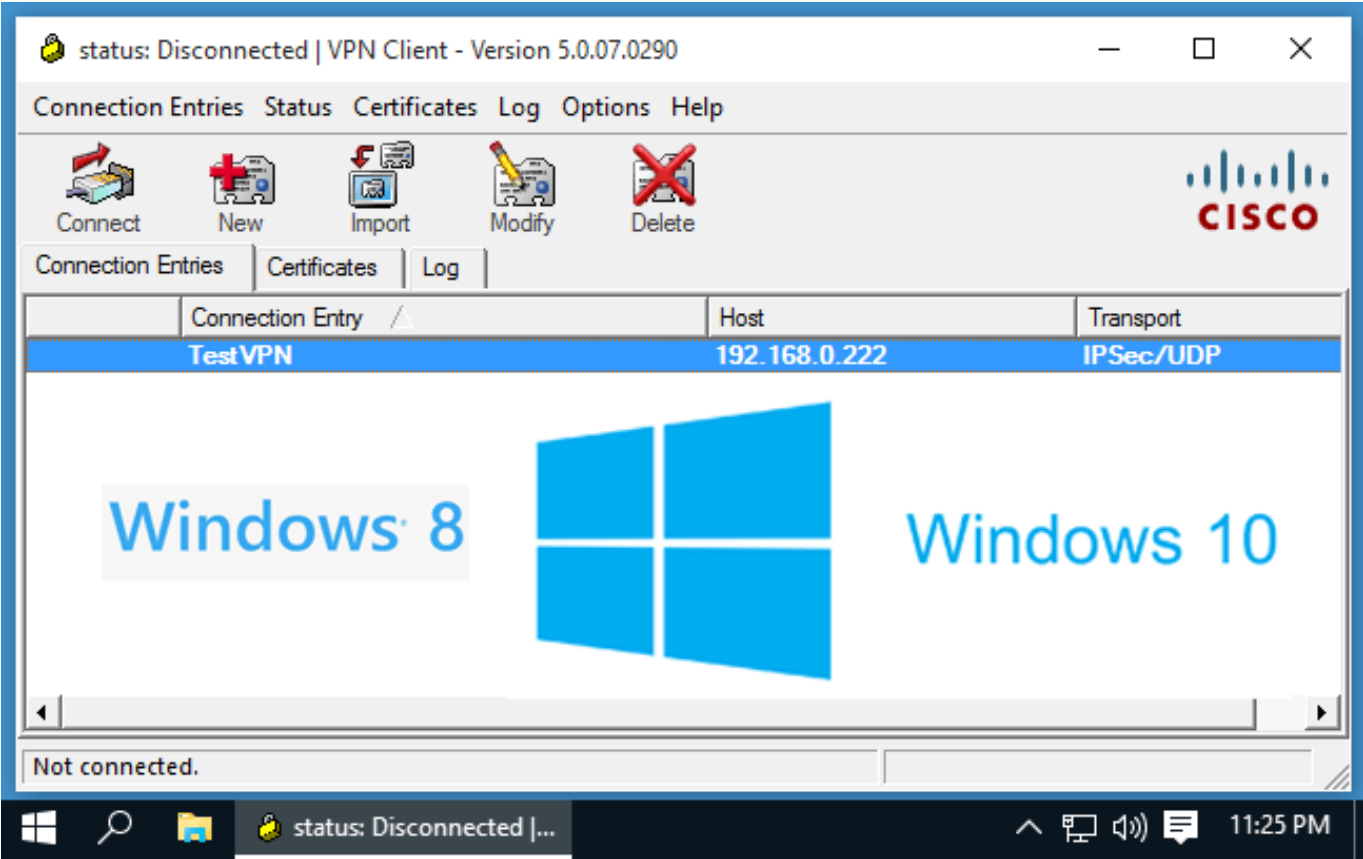 status: Disconnected | VPN Client - Version 5.0.07.0290
Connection Entries Status Certificates Log Options Help
Connect New Import Modify Delete
CISCO
Connection Entries Certificates Log
Connection Entry Host Transport
TestVPN 192.168.0.222 IPSec/UDP
Windows 8
Windows 10
Not connected.
status: Disconnected |... 11:25 PM